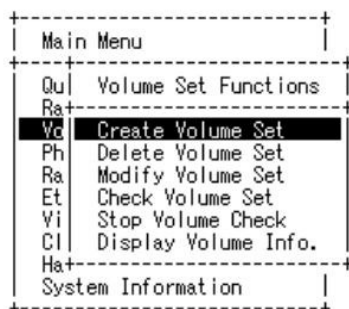 Main Menu
Qu Volume Set Functions
Ra
Vo Create Volume Set
Ph Delete Volume Set
Ra Modify Volume Set
Et Check Volume Set
Vi Stop Volume Check
Cl Display Volume Info.
Ha
System Information